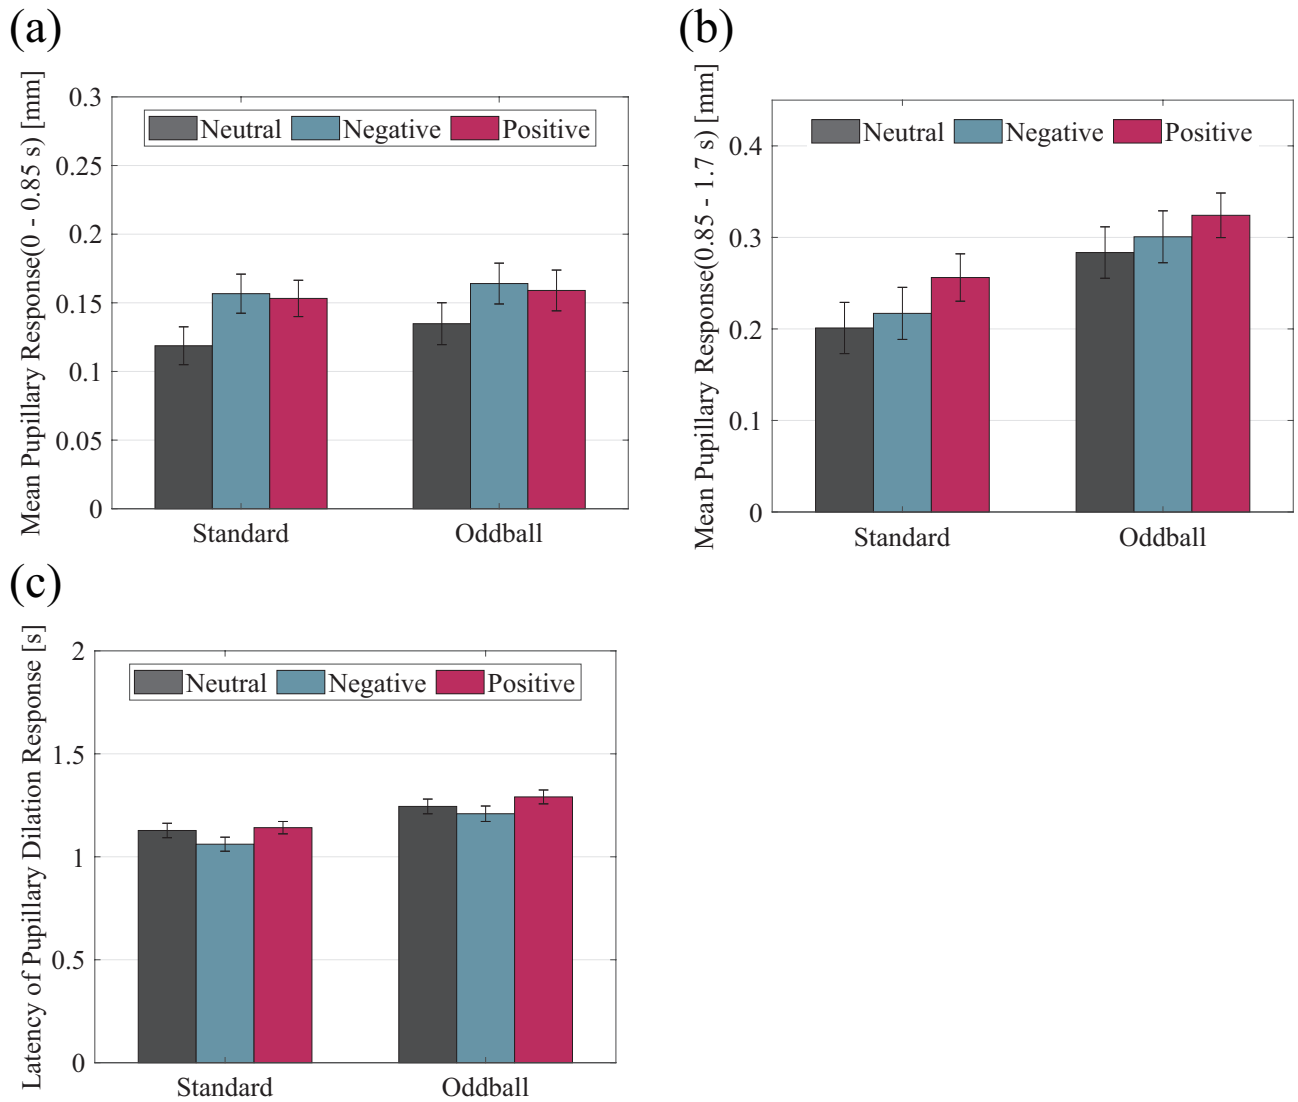 (a)
Mean Pupillary Response(0 - 0.85 s) [mm]
0.3
0.25
0.2
0.15
0.1
0.05
0
Neutral Negative Positive
Standard Oddball
(b)
Mean Pupillary Response(0.85 - 1.7 s) [mm]
0.4
0.3
0.2
0.1
0
Neutral Negative Positive
Standard Oddball
(c)
Latency of Pupillary Dilation Response [s]
2
1.5
1
0.5
0
Neutral Negative Positive
Standard Oddball